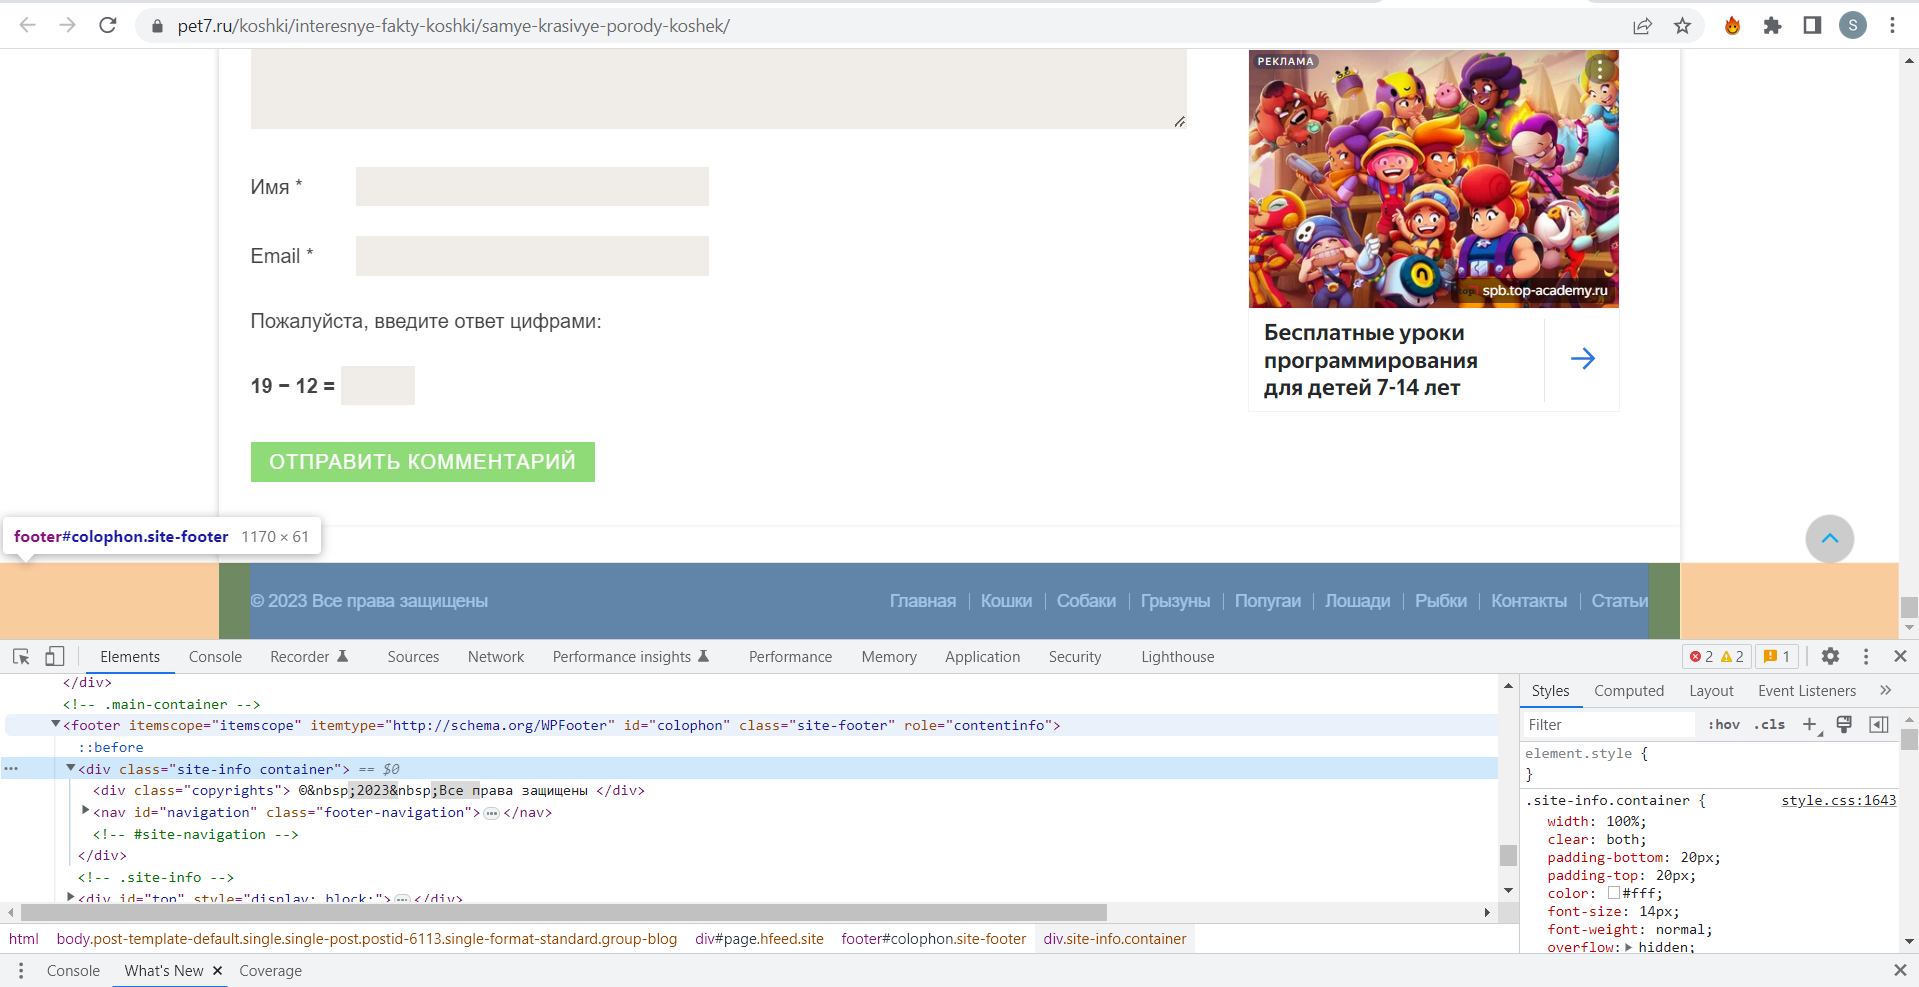 pet7.ru/koshki/interesnye-fakty-koshki/samye-krasivye-porody-koshek/
S
РЕКЛАМА
spb.top-academy.ru
Бесплатные уроки
программирования
для детей 7-14 лет
Имя *
Email *
Пожалуйста, введите ответ цифрами:
19 − 12 =
ОТПРАВИТЬ КОММЕНТАРИЙ
footer#colophon.site-footer 1170 × 61
© 2023 Все права защищены
Главная Кошки Собаки Грызуны Попугаи Лошади Рыбки Контакты Статьи
Elements Console Recorder Sources Network Performance insights Performance Memory Application Security Lighthouse 2 2 1
</div>
<!-- .main-container -->
<footer itemscope="itemscope" itemtype="http://schema.org/WPFooter" id="colophon" class="site-footer" role="contentinfo">
::before
<div class="site-info container"> == $0
<div class="copyrights"> ©&nbsp;2023&nbsp;Все права защищены </div>
<nav id="navigation" class="footer-navigation">…</nav>
<!-- #site-navigation -->
</div>
<!-- .site-info -->
<div id="top" style="display: block;">…</div>
html body.post-template-default.single.single-post.postid-6113.single-format-standard.group-blog div#page.hfeed.site footer#colophon.site-footer div.site-info.container
Styles Computed Layout Event Listeners »
Filter :hov .cls +
element.style {
}
.site-info.container { style.css:1643
width: 100%;
clear: both;
padding-bottom: 20px;
padding-top: 20px;
color: #fff;
font-size: 14px;
font-weight: normal;
overflow: hidden;
Console What's New × Coverage